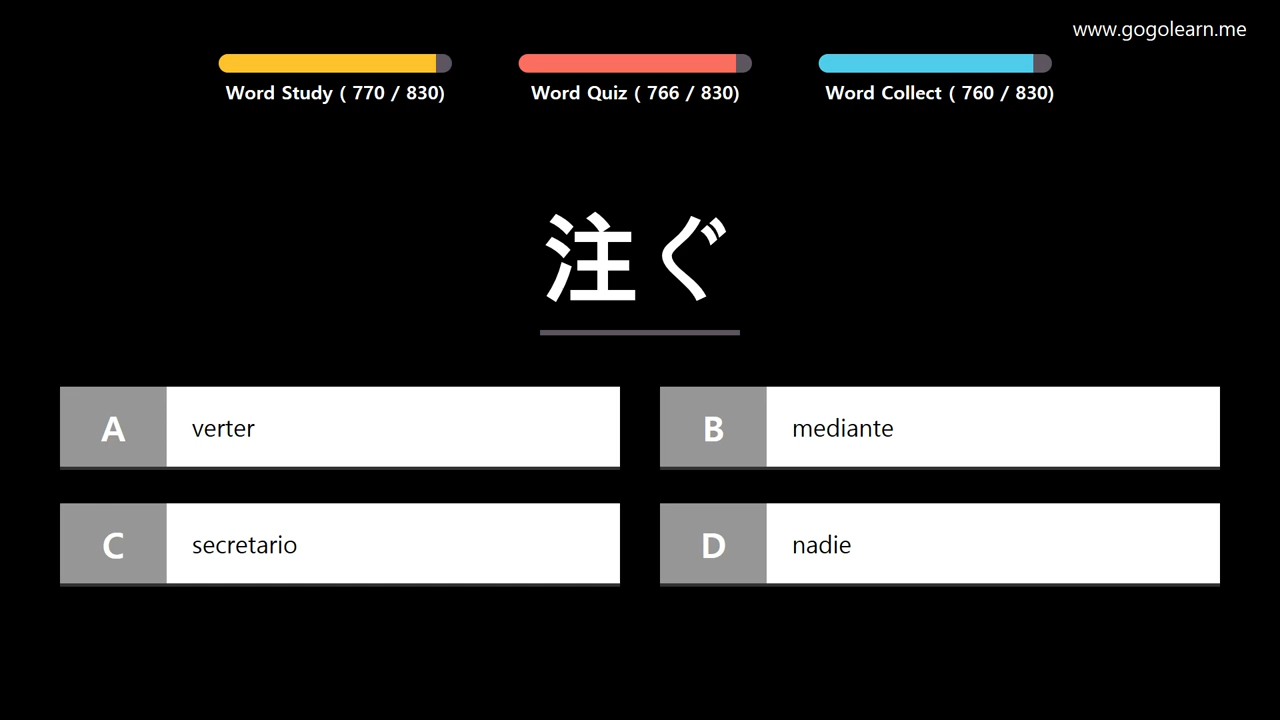 www.gogolearn.me
Word Study ( 770 / 830)
Word Quiz ( 766 / 830)
Word Collect ( 760 / 830)
注ぐ
A verter
B mediante
C secretario
D nadie